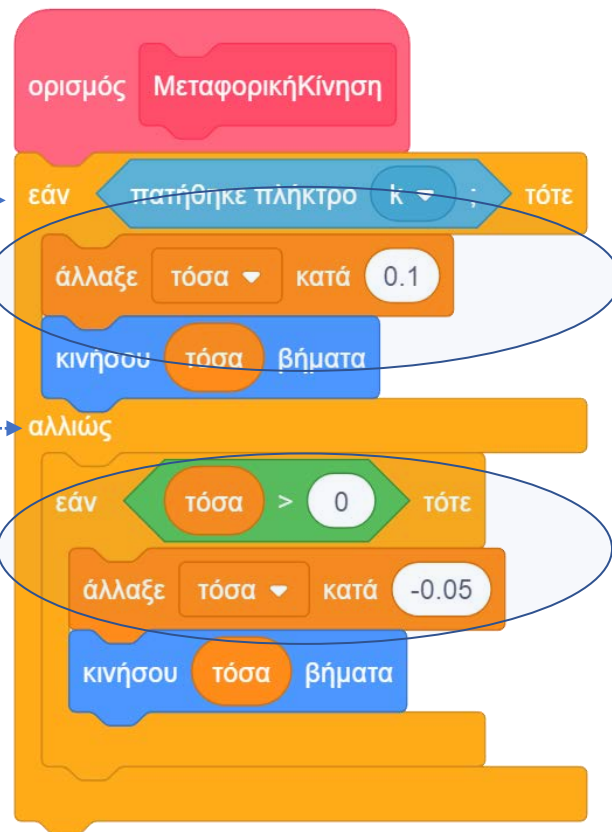 ορισμός ΜεταφορικήΚίνηση
εάν πατήθηκε πλήκτρο k ; τότε
άλλαξε τόσα κατά 0.1
κινήσου τόσα βήματα
αλλιώς
εάν τόσα > 0 τότε
άλλαξε τόσα κατά -0.05
κινήσου τόσα βήματα